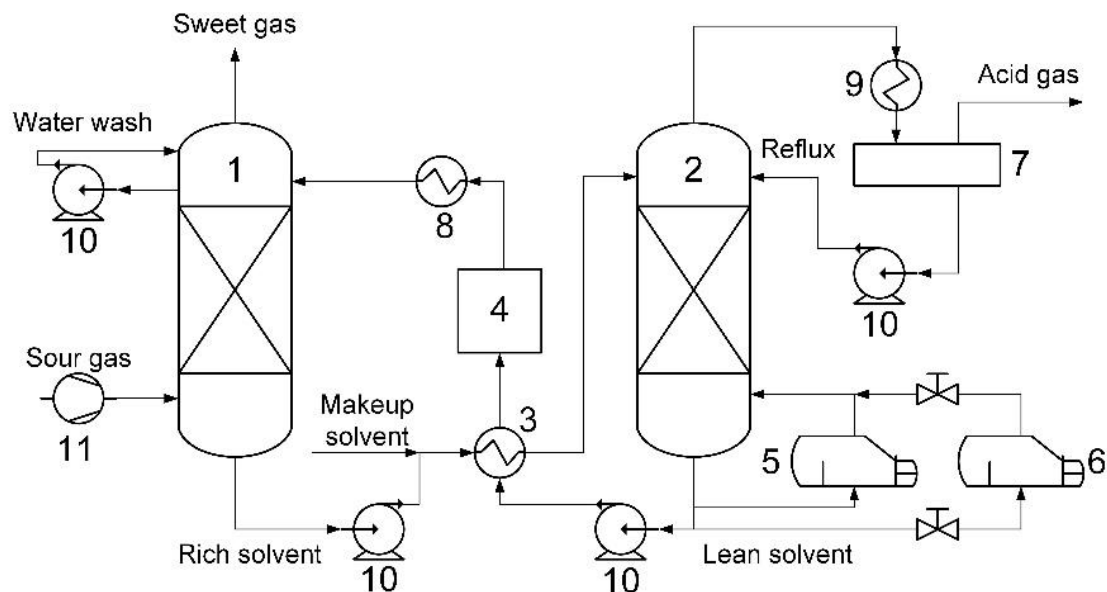 Sweet gas
Acid gas
9
Water wash
1
2
Reflux
7
8
10
4
10
Sour gas
Makeup
solvent
3
11
5
6
Rich solvent
10
10
Lean solvent